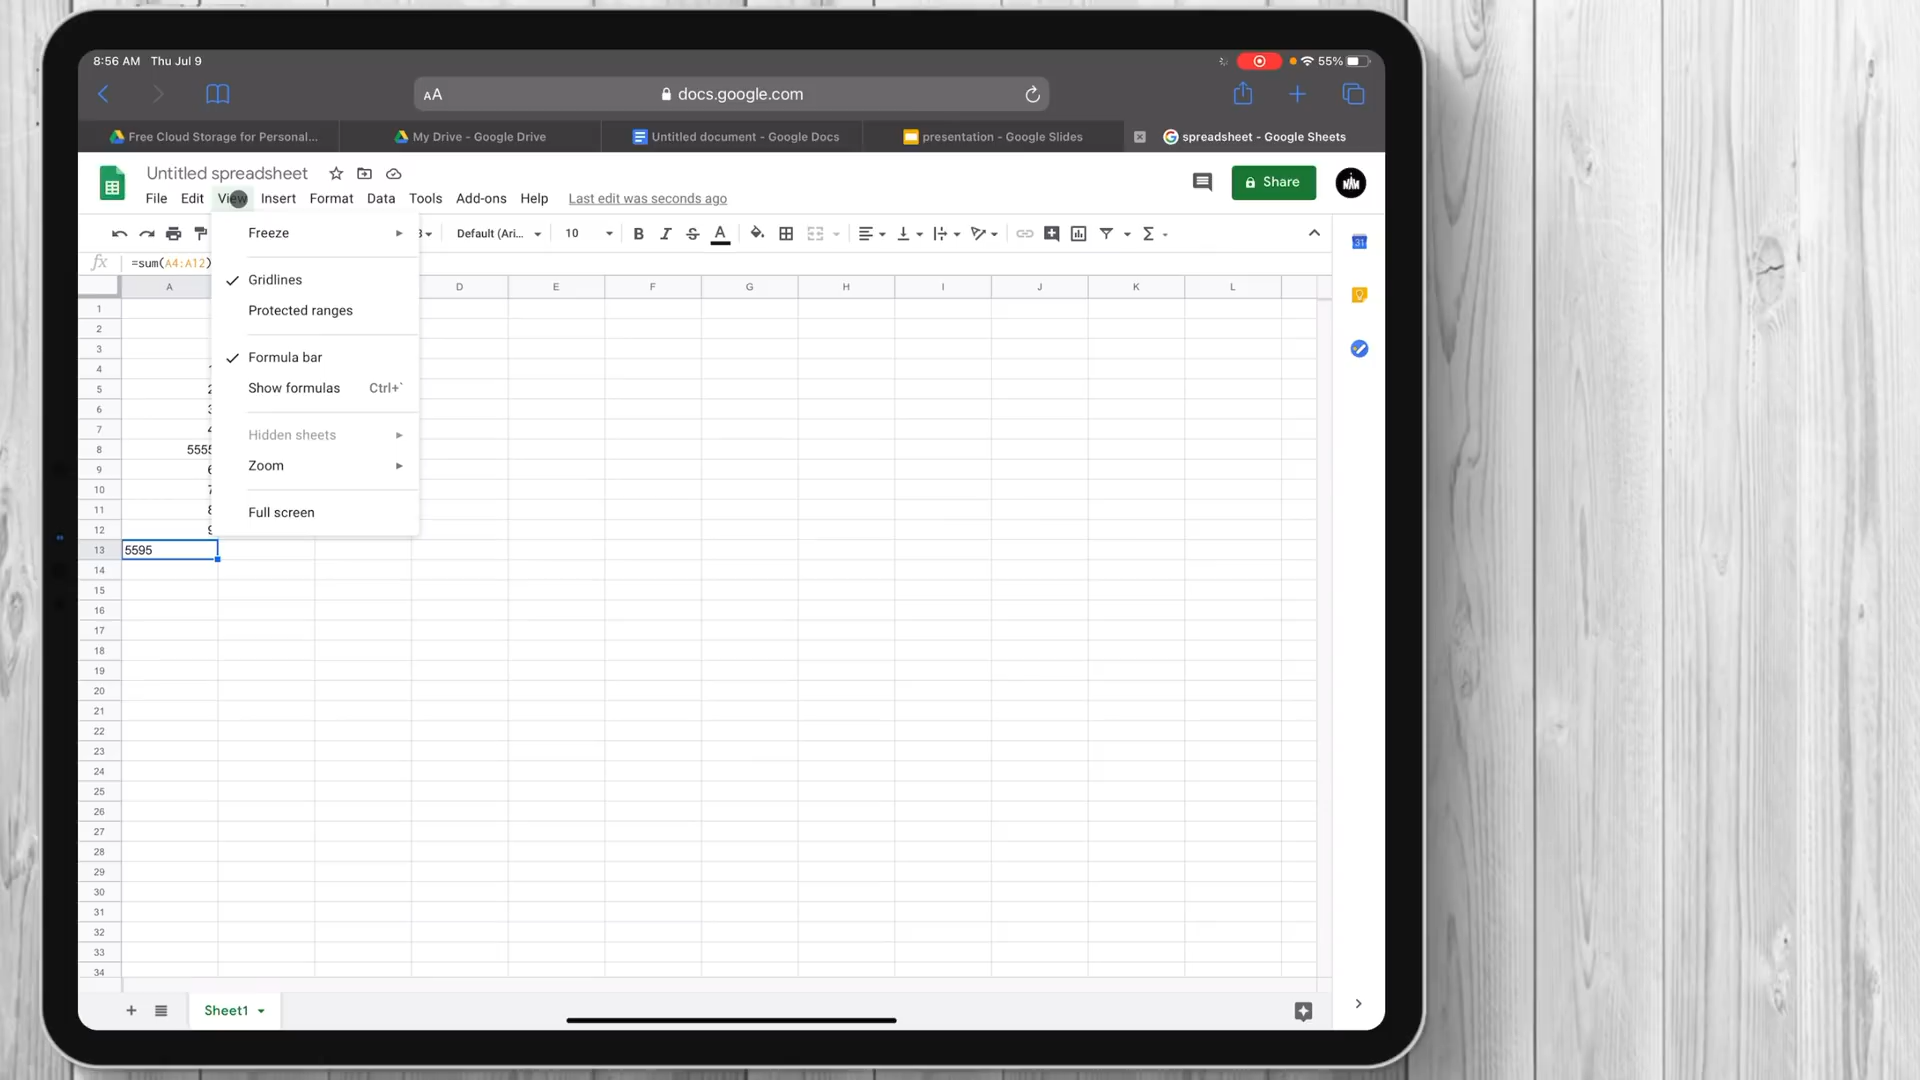 8:56 AM Thu Jul 9
55%
AA docs.google.com
Free Cloud Storage for Personal... My Drive - Google Drive Untitled document - Google Docs presentation - Google Slides spreadsheet - Google Sheets
Untitled spreadsheet
Share
File Edit View Insert Format Data Tools Add-ons Help Last edit was seconds ago
Default (Ari... 10 B I S A Σ
fx =sum(A4:A12)
Freeze
Gridlines
Protected ranges
Formula bar
Show formulas Ctrl+`
Hidden sheets
Zoom
Full screen
31
A D E F G H I J K L
1
2
3
4
5
6
7
8 5555
9
10
11
12
13 5595
14
15
16
17
18
19
20
21
22
23
24
25
26
27
28
29
30
31
32
33
34
+ Sheet1